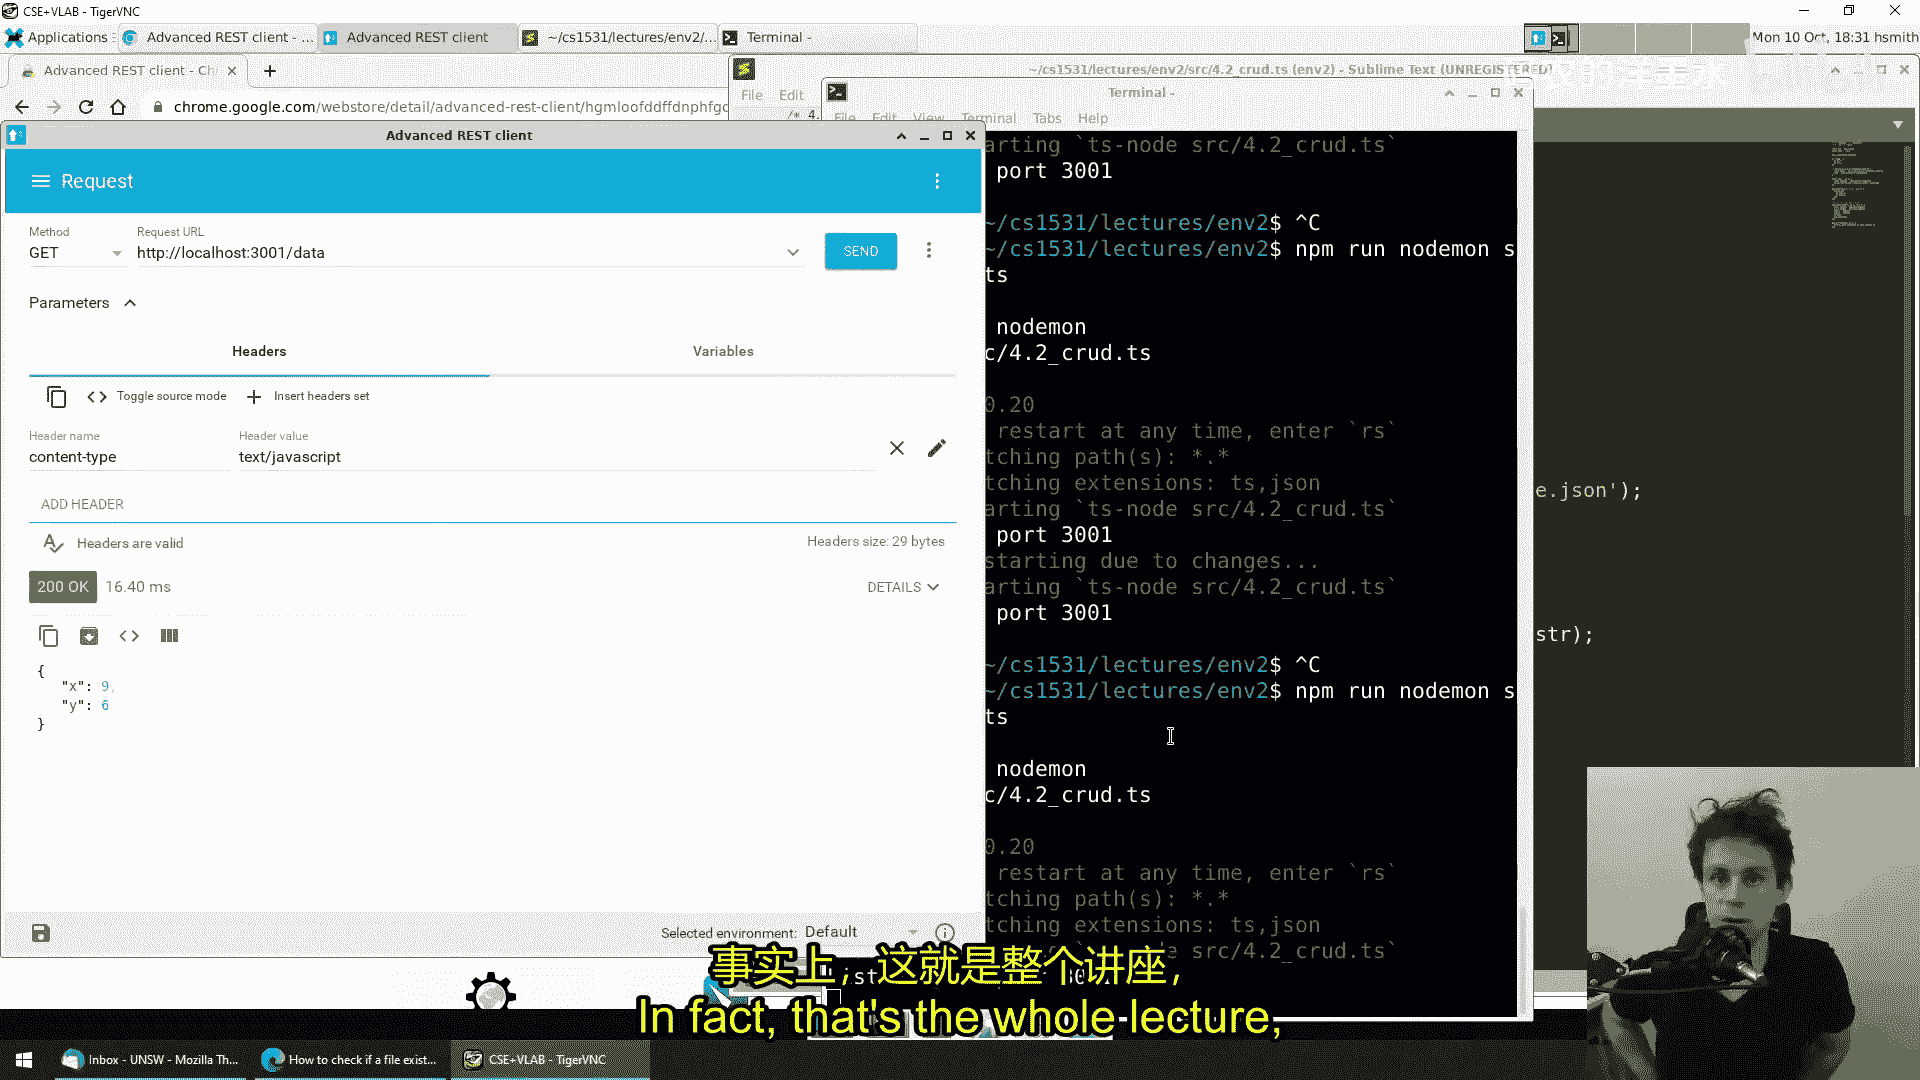 CSE+VLAB - TigerVNC
Applications
Advanced REST client - ...
Advanced REST client
~/cs1531/lectures/env2/...
Terminal -
Mon 10 Oct, 18:31 hsmith
Advanced REST client - Ch
~/cs1531/lectures/env2/src/4.2_crud.ts (env2) - Sublime Text (UNREGISTERED)
chrome.google.com/webstore/detail/advanced-rest-client/hgmloofddffdnphfgc
File Edit
Terminal -
/* 4.
File Edit View Terminal Tabs Help
Advanced REST client
Request
Method
GET
Request URL
http://localhost:3001/data
SEND
Parameters
Headers
Variables
Toggle source mode
Insert headers set
Header name
content-type
Header value
text/javascript
ADD HEADER
Headers are valid
Headers size: 29 bytes
200 OK
16.40 ms
DETAILS
{
"x": 9,
"y": 6
}
Selected environment: Default
arting `ts-node src/4.2_crud.ts`
port 3001
~/cs1531/lectures/env2$ ^C
~/cs1531/lectures/env2$ npm run nodemon s
ts
nodemon
c/4.2_crud.ts
0.20
restart at any time, enter `rs`
tching path(s): *.*
tching extensions: ts,json
arting `ts-node src/4.2_crud.ts`
port 3001
starting due to changes...
arting `ts-node src/4.2_crud.ts`
port 3001
~/cs1531/lectures/env2$ ^C
~/cs1531/lectures/env2$ npm run nodemon s
ts
nodemon
c/4.2_crud.ts
0.20
restart at any time, enter `rs`
tching path(s): *.*
tching extensions: ts,json
e src/4.2_crud.ts`
e.json');
str);
事实上，这就是整个讲座，
In fact, that's the whole lecture,
Inbox - UNSW - Mozilla Th...
How to check if a file exist...
CSE+VLAB - TigerVNC